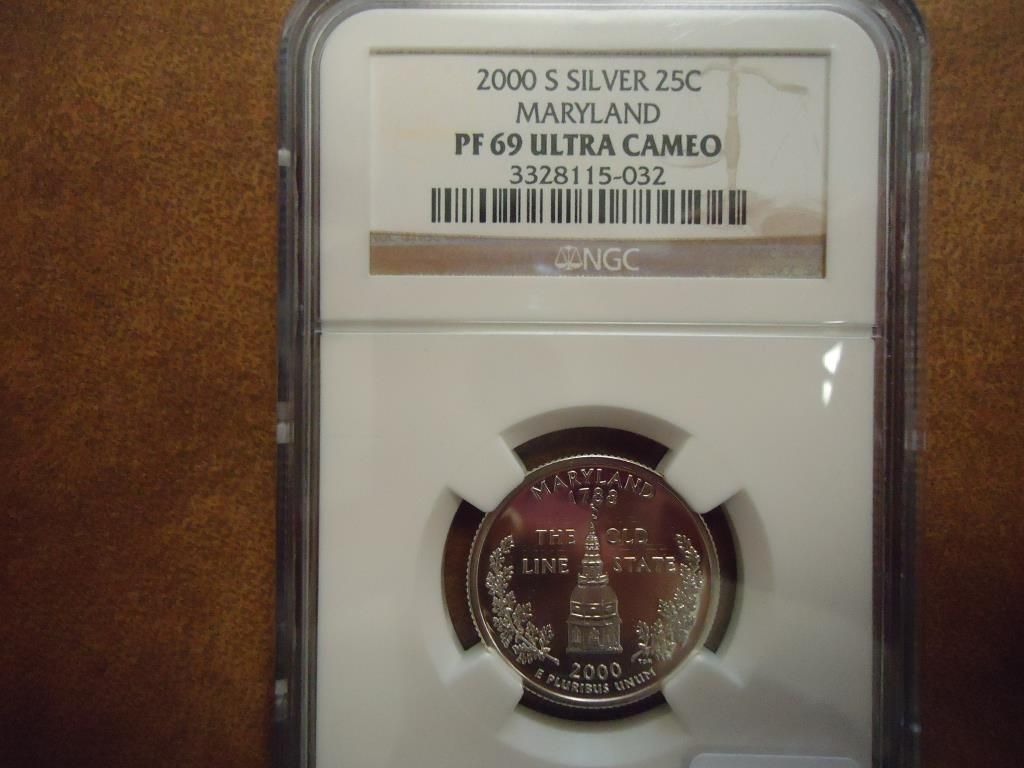 2000 S SILVER 25C
MARYLAND
PF 69 ULTRA CAMEO
3328115-032
NGC
MARYLAND
1788
THE OLD
LINE STATE
2000
E PLURIBUS UNUM